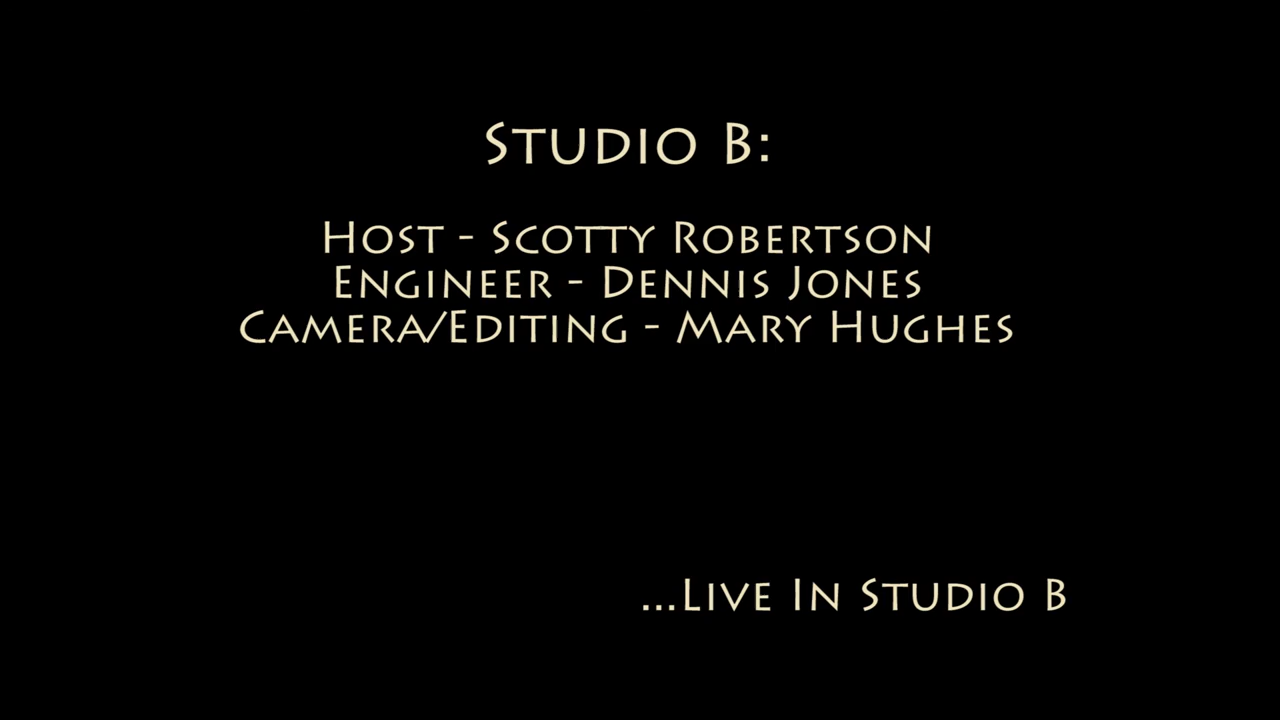 Studio B:
Host - Scotty Robertson
Engineer - Dennis Jones
Camera/Editing - Mary Hughes
...Live In Studio B